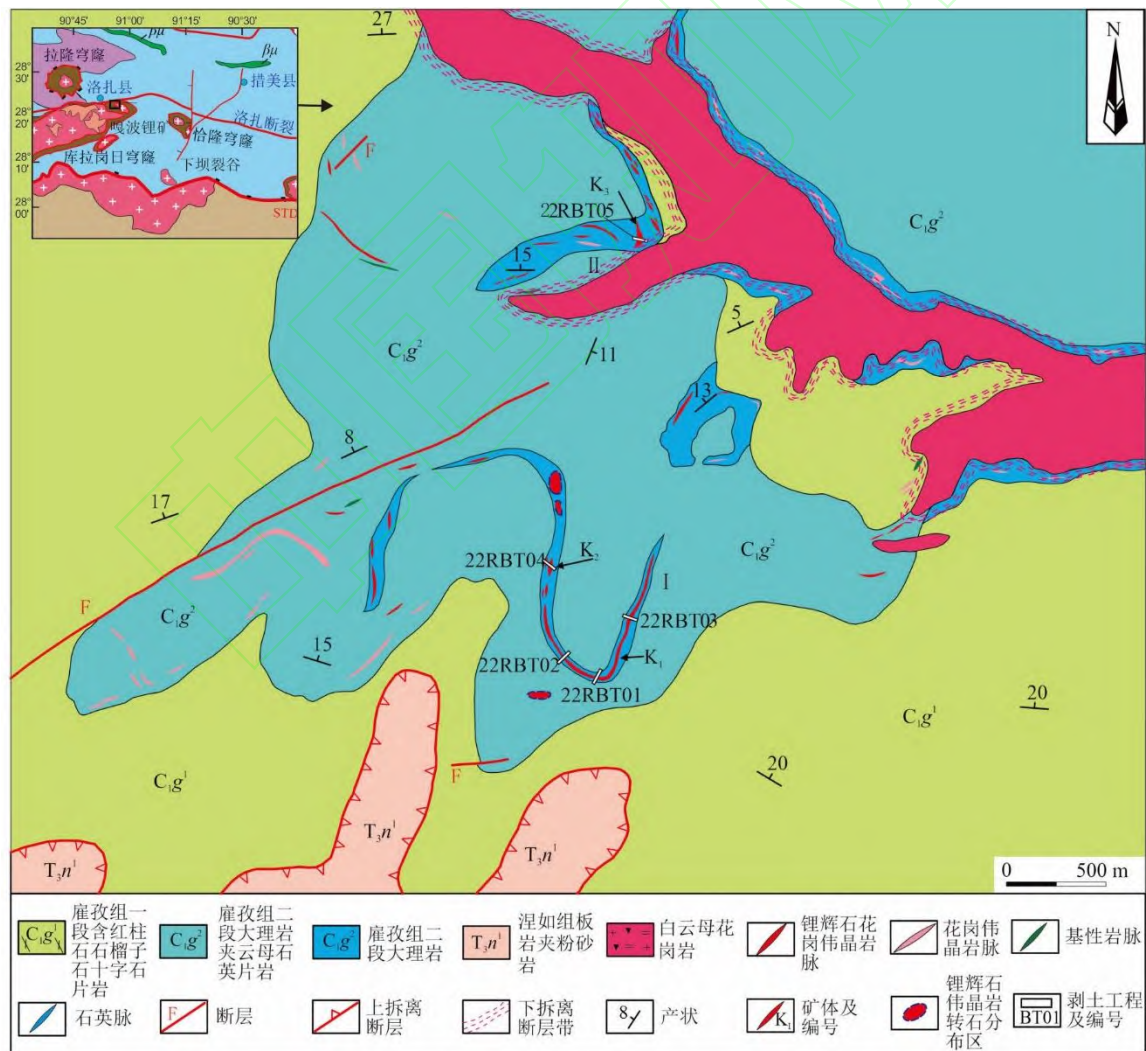 90°45' 91°00' 91°15' 90°30'
28° 30'
28° 20'
28° 10'
28° 00'
βμ
βμ
拉隆穹窿
洛扎县
措美县
嘎波锂矿
洛扎断裂
恰隆穹窿
库拉岗日穹窿
下坝裂谷
STD
N
27
F
K₃
22RBT05
15
II
C₁g²
5
C₁g²
11
13
8
17
22RBT04
K₂
C₁g²
I
F
C₁g²
22RBT03
15
22RBT02
K₁
22RBT01
20
C₁g¹
F
20
C₁g¹
T₃n¹
T₃n¹
T₃n¹
0 500 m
C₃g¹
雇孜组一
段含红柱
石石榴子
石十字石
片岩
C₁g²
雇孜组二
段大理岩
夹云母石
英片岩
C₁g²
雇孜组二
段大理岩
T₃n¹
涅如组板
岩夹粉砂
岩
白云母花
岗岩
锂辉石花
岗伟晶岩
脉
花岗伟
晶岩脉
基性岩脉
石英脉
F
断层
上拆离
断层
下拆离
断层带
8
产状
K₁
矿体及
编号
锂辉石
伟晶岩
转石分
布区
BT01
剥土工程
及编号